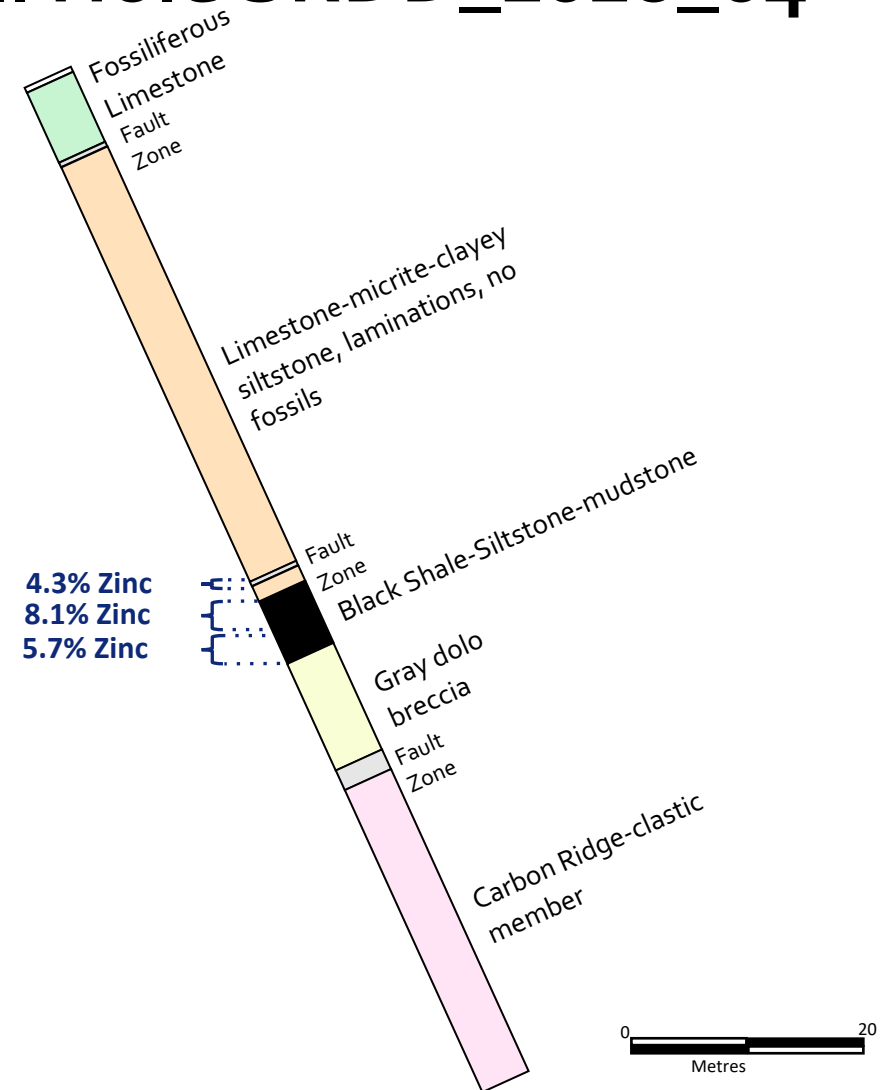 Fossiliferous
Limestone
Fault
Zone
Limestone-micrite-clayey
siltstone, laminations, no
fossils
Fault
Zone
Black Shale-Siltstone-mudstone
4.3% Zinc
8.1% Zinc
5.7% Zinc
Gray dolo
breccia
Fault
Zone
Carbon Ridge-clastic
member
0
20
Metres